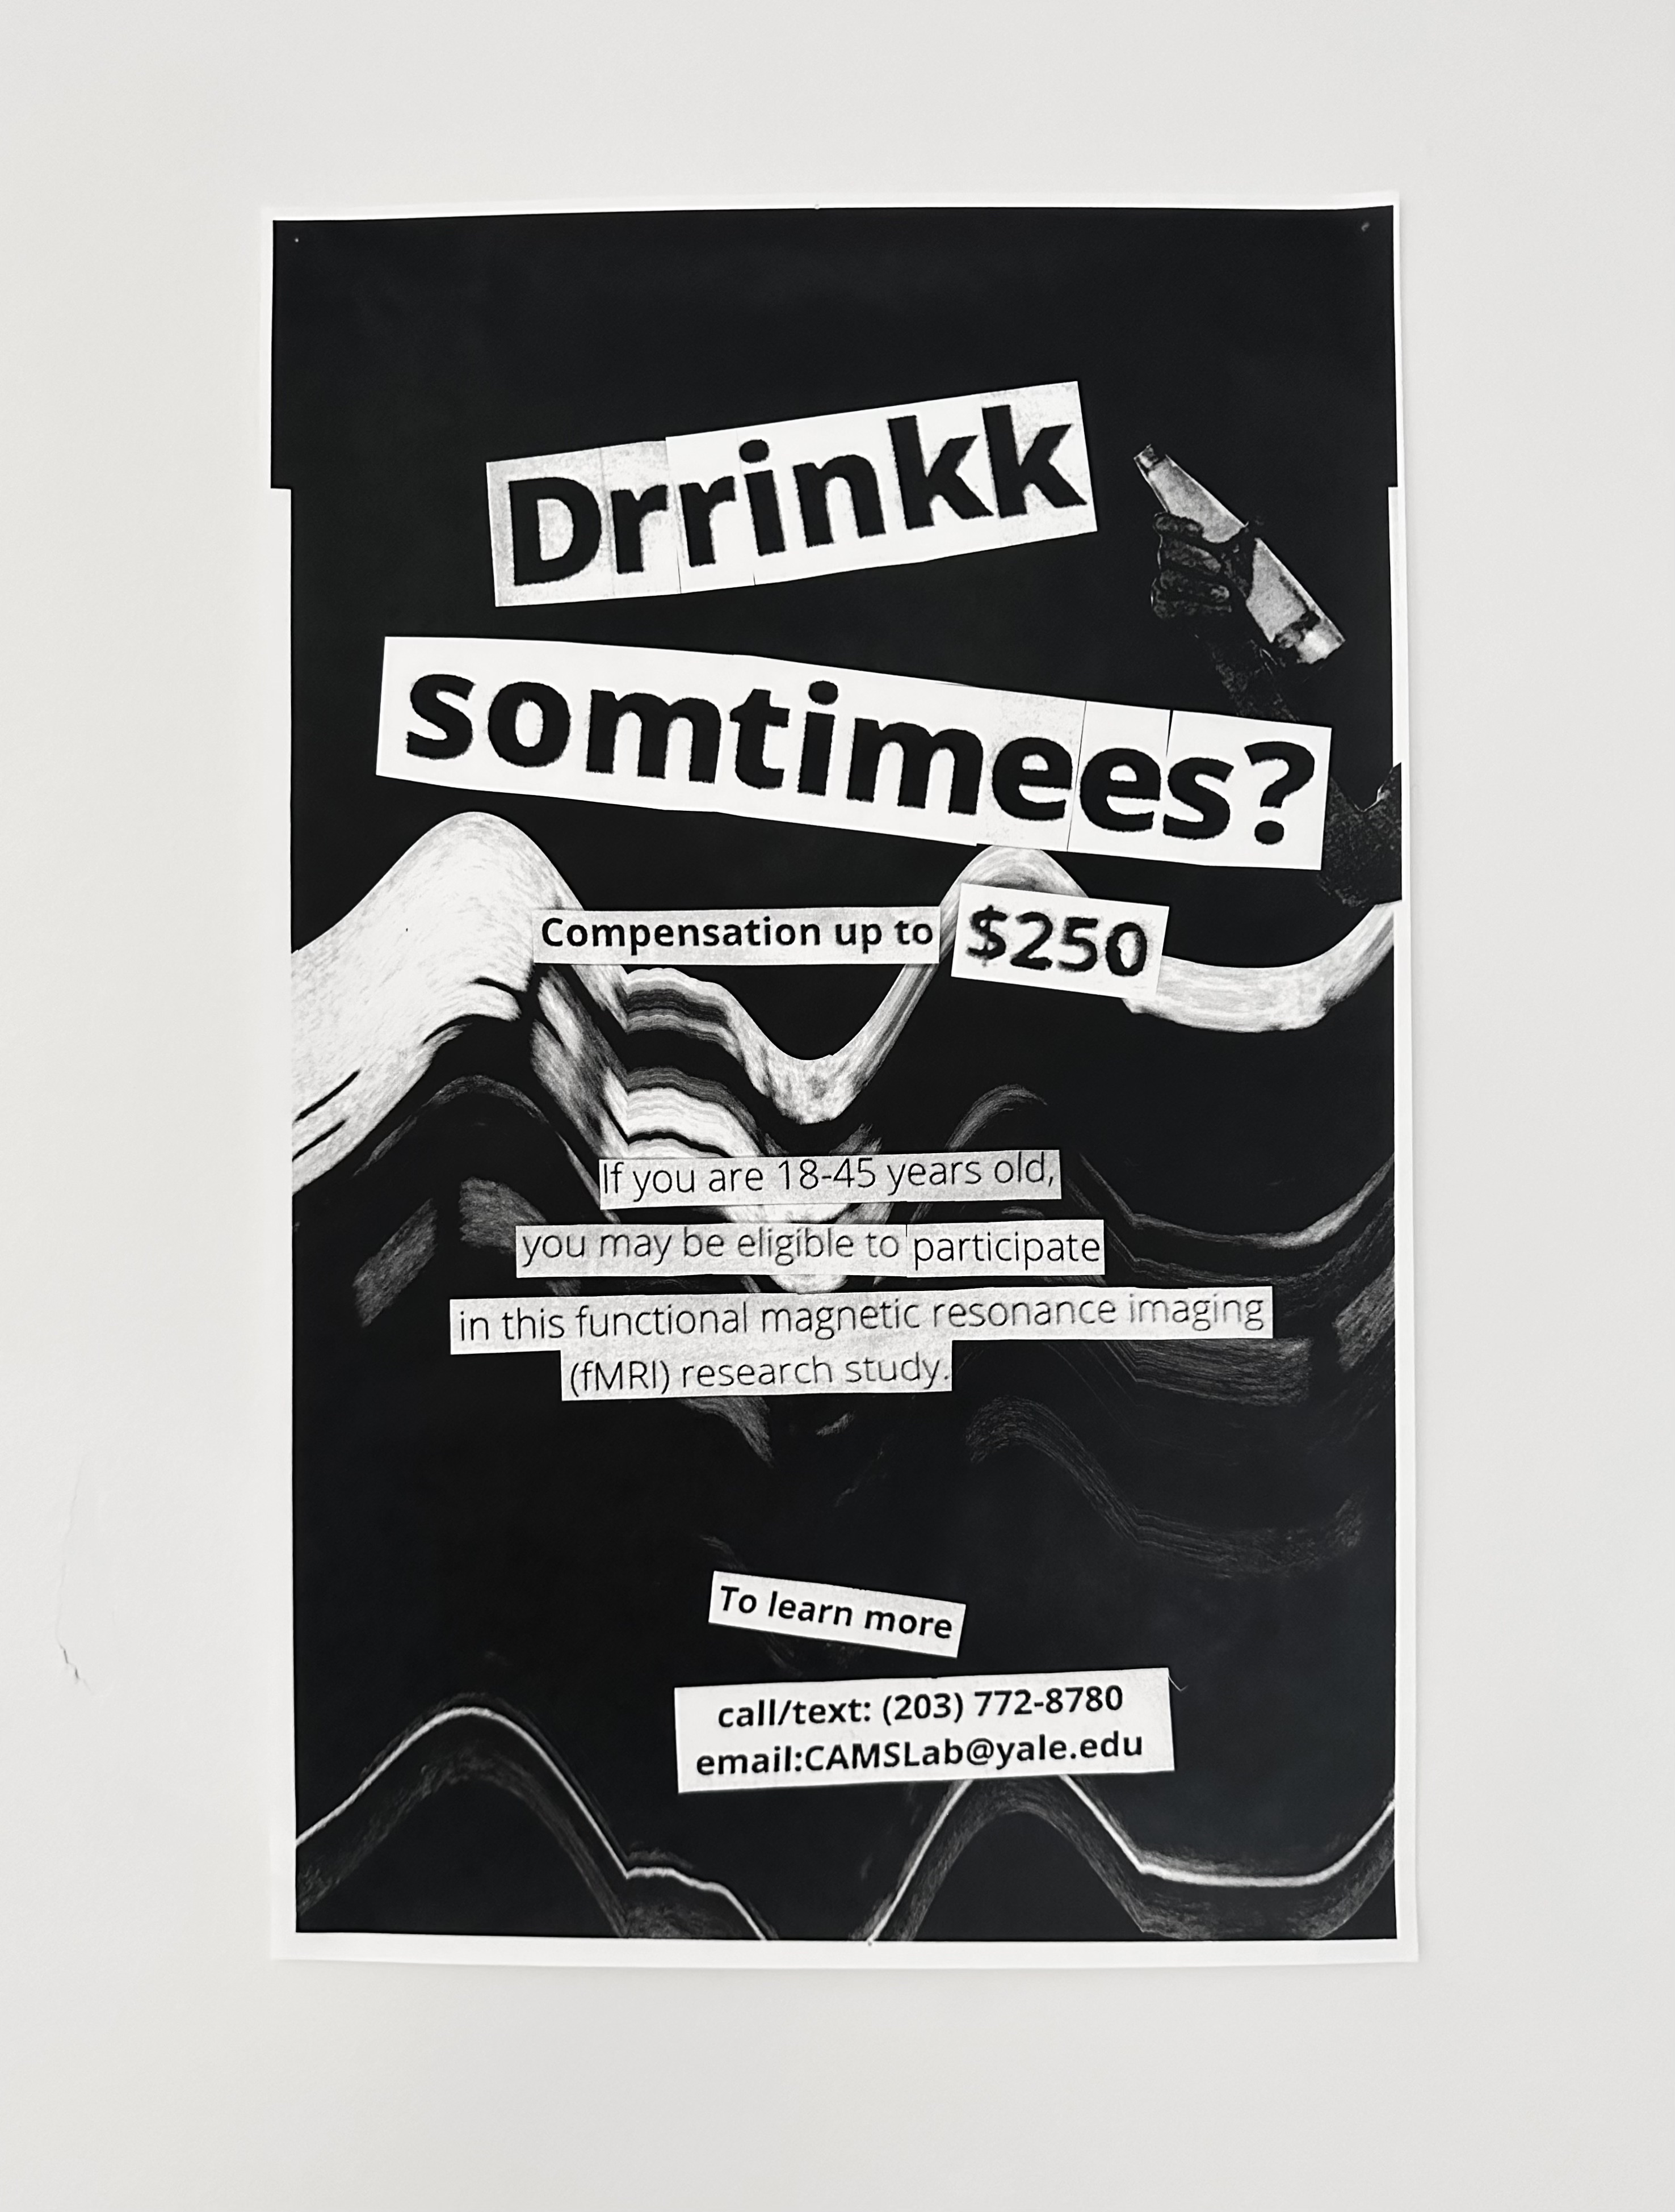 Drrinkk
somtimees?
Compensation up to $250
If you are 18-45 years old,
you may be eligible to participate
in this functional magnetic resonance imaging
(fMRI) research study.
To learn more
call/text: (203) 772-8780
email:CAMSLab@yale.edu